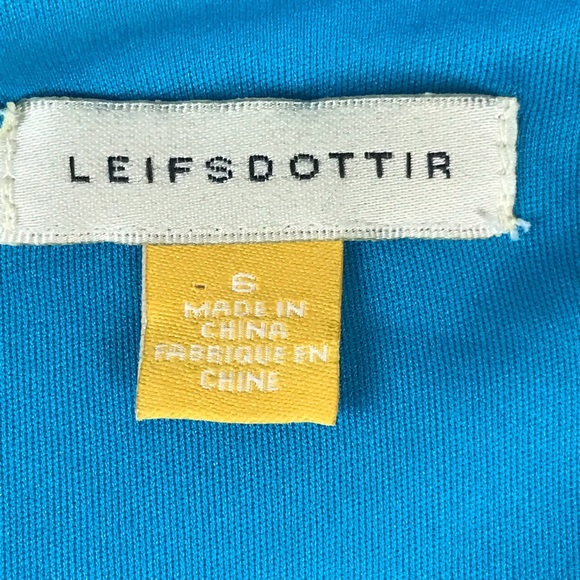 LEIFSDOTTIR
6
MADE IN
CHINA
FABRIQUE EN
CHINE